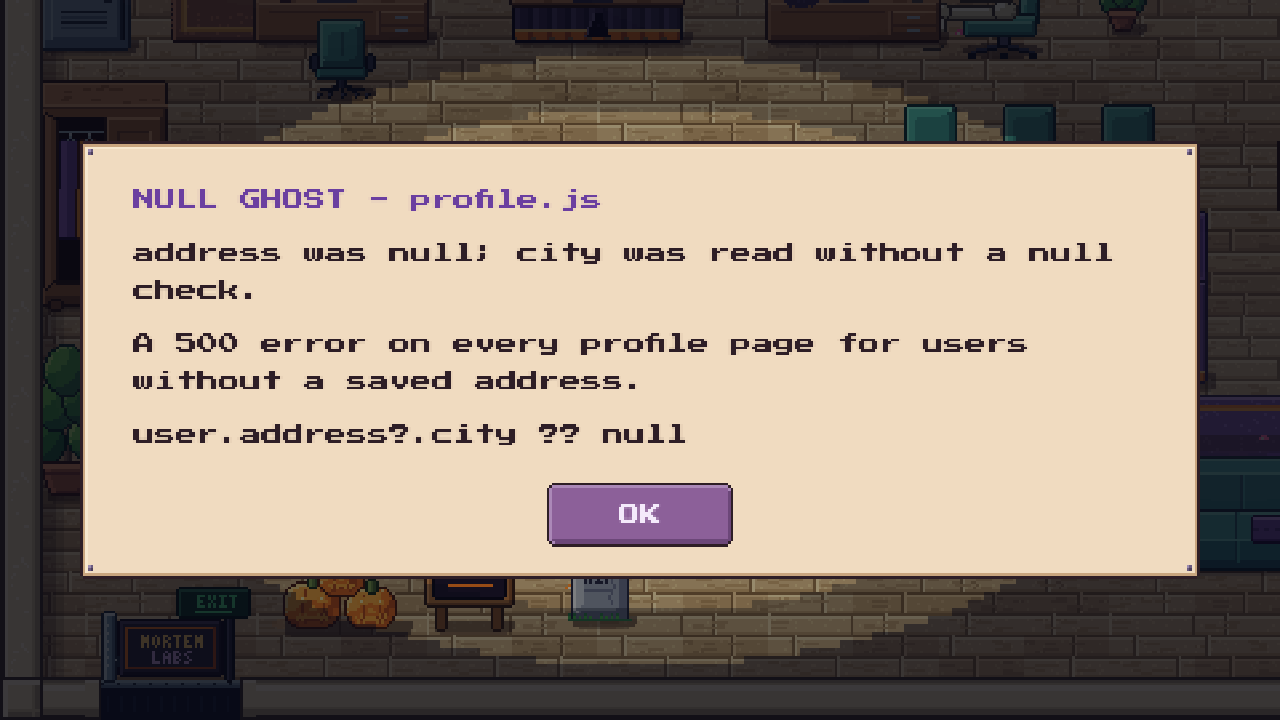 NULL GHOST - profile.js
address was null; city was read without a null
check.
A 500 error on every profile page for users
without a saved address.
user.address?.city ?? null
OK
EXIT
MORTEM
LABS